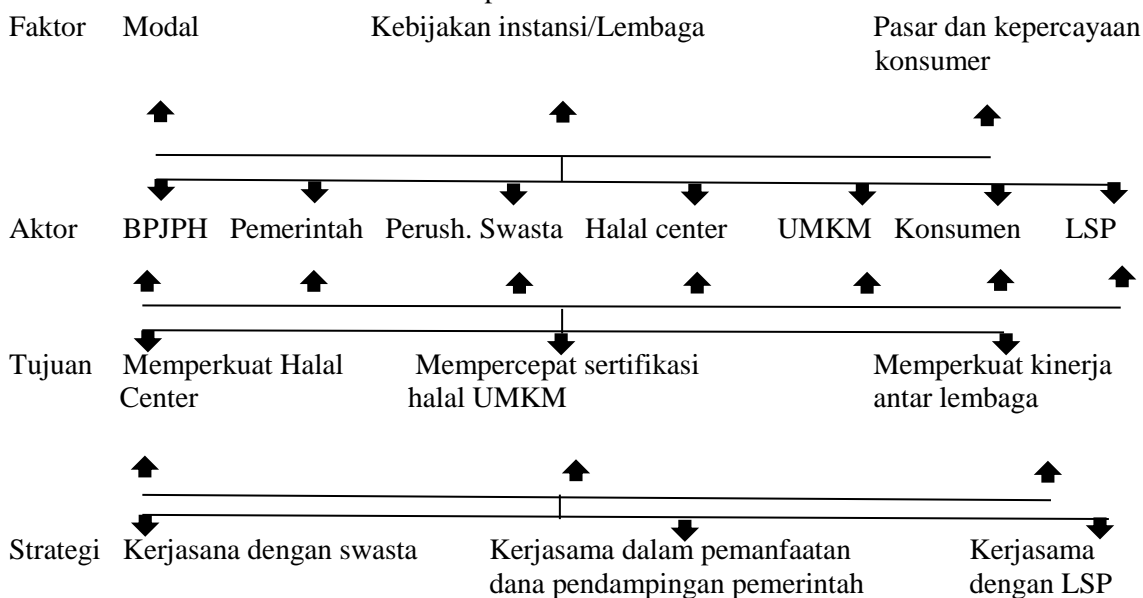 Faktor Modal Kebijakan instansi/Lembaga Pasar dan kepercayaan
konsumer
Aktor BPJPH Pemerintah Perush. Swasta Halal center UMKM Konsumen LSP
Tujuan Memperkuat Halal Mempercepat sertifikasi Memperkuat kinerja
Center halal UMKM antar lembaga
Strategi Kerjasana dengan swasta Kerjasama dalam pemanfaatan Kerjasama
dana pendampingan pemerintah dengan LSP